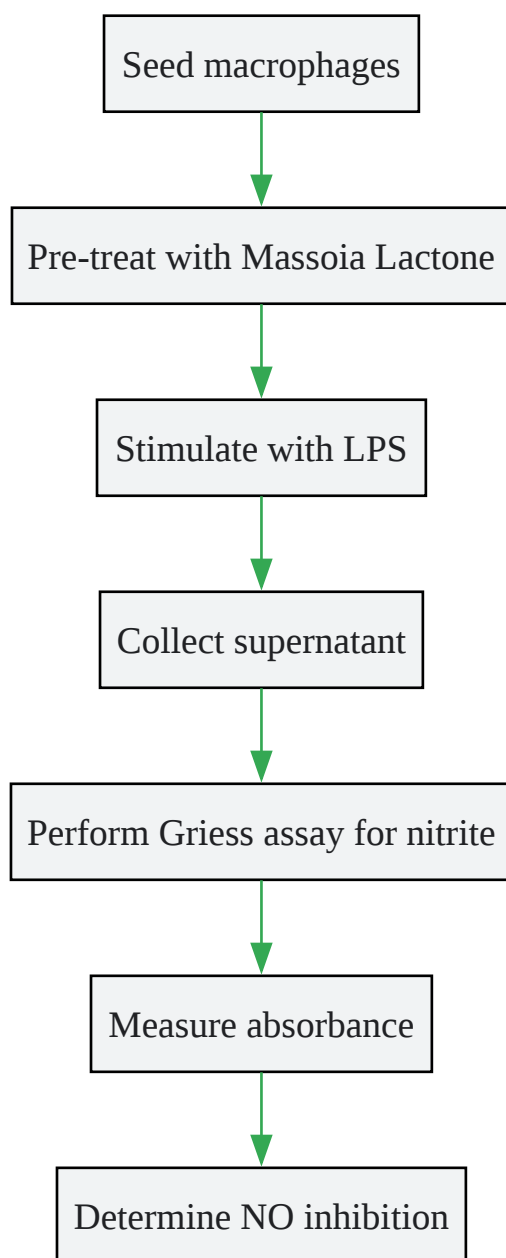 Seed macrophages
Pre-treat with Massoia Lactone
Stimulate with LPS
Collect supernatant
Perform Griess assay for nitrite
Measure absorbance
Determine NO inhibition